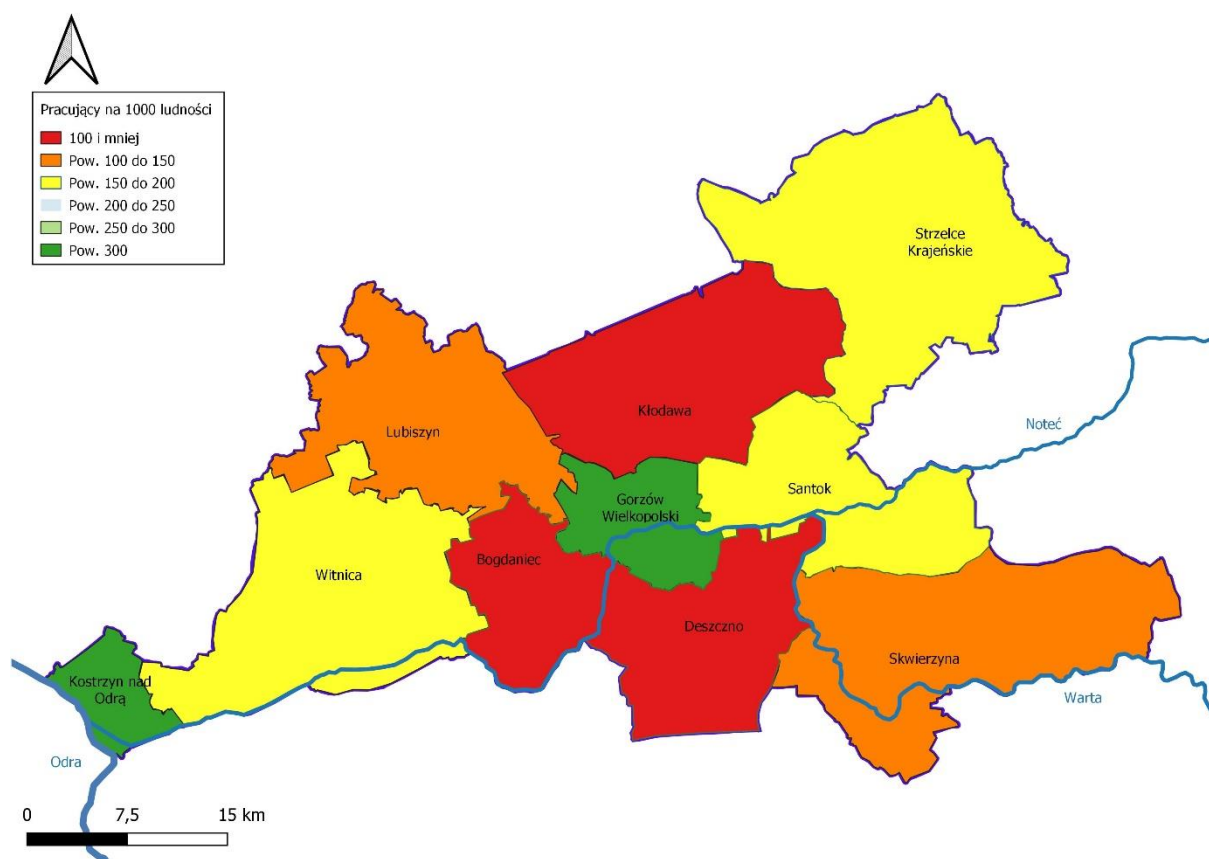 Pracujący na 1000 ludności
100 i mniej
Pow. 100 do 150
Pow. 150 do 200
Pow. 200 do 250
Pow. 250 do 300
Pow. 300
Strzelce
Krajeńskie
Kłodawa
Lubiszyn
Noteć
Santok
Gorzów
Wielkopolski
Bogdaniec
Witnica
Deszczno
Skwierzyna
Kostrzyn nad
Odrą
Warta
Odra
0 7,5 15 km